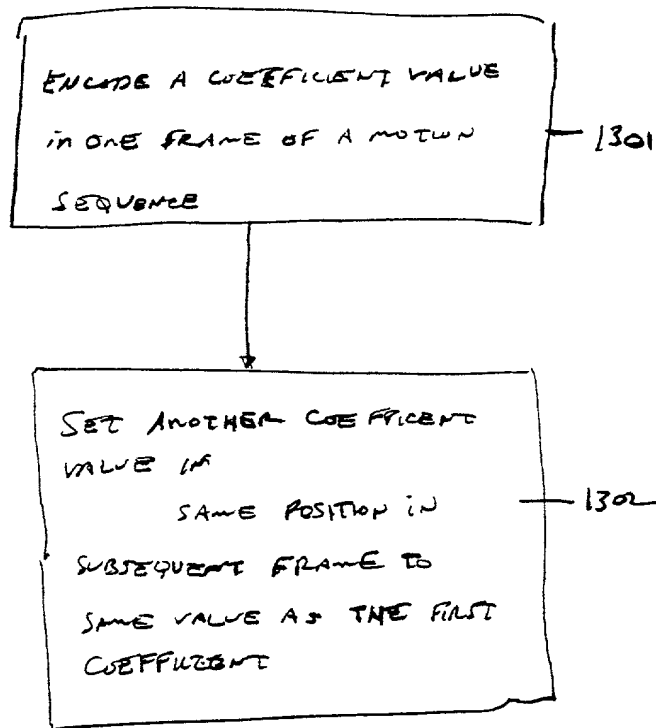 ENCODE A COEFFICIENT VALUE
in ONE FRAME OF A MOTION
SEQUENCE
1301
SET ANOTHER COEFFICENT
VALUE IN
SAME POSITION in
SUBSEQUENT FRAME TO
SAME VALUE AS THE FIRST
COEFFICIENT
1302